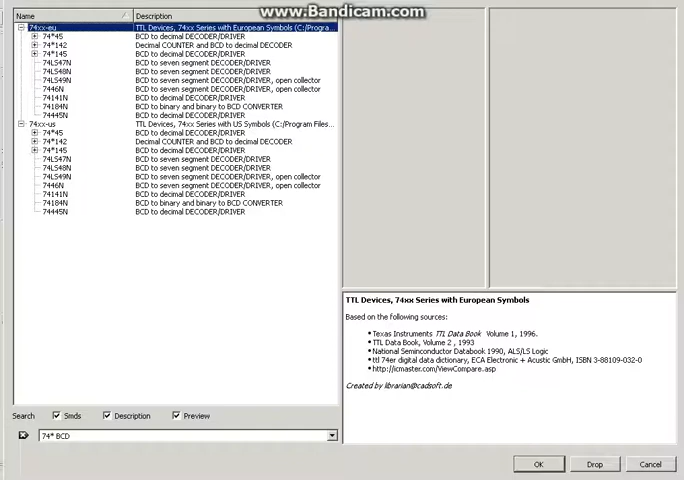 www.Bandicam.com
Name Description
74xx-eu TTL Devices, 74xx Series with European Symbols (C:/Progra...
74*45 BCD to decimal DECODER/DRIVER
74*142 Decimal COUNTER and BCD to decimal DECODER
74*145 BCD to decimal DECODER/DRIVER
74LS47N BCD to seven segment DECODER/DRIVER
74LS48N BCD to seven segment DECODER/DRIVER
74LS49N BCD to seven segment DECODER/DRIVER, open collector
7446N BCD to seven segment DECODER/DRIVER, open collector
74141N BCD to decimal DECODER/DRIVER
74184N BCD to binary and binary to BCD CONVERTER
74445N BCD to decimal DECODER/DRIVER
74xx-us TTL Devices, 74xx Series with US Symbols (C:/Program Files...
74*45 BCD to decimal DECODER/DRIVER
74*142 Decimal COUNTER and BCD to decimal DECODER
74*145 BCD to decimal DECODER/DRIVER
74LS47N BCD to seven segment DECODER/DRIVER
74LS48N BCD to seven segment DECODER/DRIVER
74LS49N BCD to seven segment DECODER/DRIVER, open collector
7446N BCD to seven segment DECODER/DRIVER, open collector
74141N BCD to decimal DECODER/DRIVER
74184N BCD to binary and binary to BCD CONVERTER
74445N BCD to decimal DECODER/DRIVER
TTL Devices, 74xx Series with European Symbols
Based on the following sources:
• Texas Instruments TTL Data Book Volume 1, 1996.
• TTL Data Book, Volume 2 , 1993
• National Seminconductor Databook 1990, ALS/LS Logic
• ttl 74er digital data dictionary, ECA Electronic + Acustic GmbH, ISBN 3-88109-032-0
• http://icmaster.com/ViewCompare.asp
Created by librarian@cadsoft.de
Search Smds Description Preview
74* BCD
OK Drop Cancel